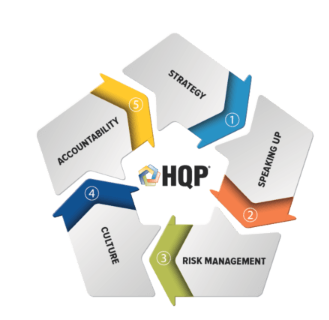 STRATEGY
1
SPEAKING UP
2
RISK MANAGEMENT
3
CULTURE
4
ACCOUNTABILITY
5
HQP